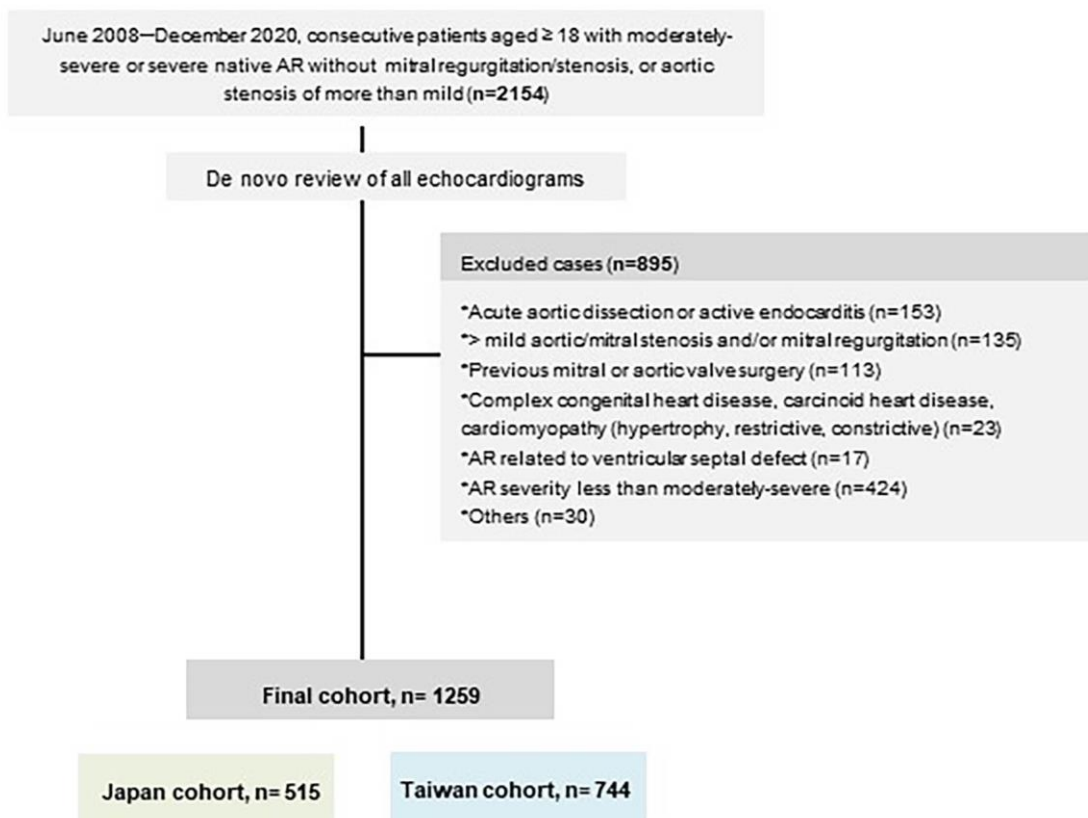 June 2008—December 2020, consecutive patients aged ≥ 18 with moderately-
severe or severe native AR without mitral regurgitation/stenosis, or aortic
stenosis of more than mild (n=2154)
De novo review of all echocardiograms
Excluded cases (n=895)
*Acute aortic dissection or active endocarditis (n=153)
*> mild aortic/mitral stenosis and/or mitral regurgitation (n=135)
*Previous mitral or aortic valve surgery (n=113)
*Complex congenital heart disease, carcinoid heart disease,
cardiomyopathy (hypertrophy, restrictive, constrictive) (n=23)
*AR related to ventricular septal defect (n=17)
*AR severity less than moderately-severe (n=424)
*Others (n=30)
Final cohort, n= 1259
Japan cohort, n= 515
Taiwan cohort, n= 744